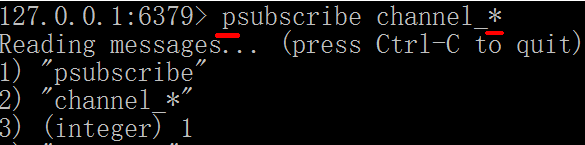 127.0.0.1:6379> psubscribe channel_*
Reading messages... (press Ctrl-C to quit)
1) "psubscribe"
2) "channel_*"
3) (integer) 1